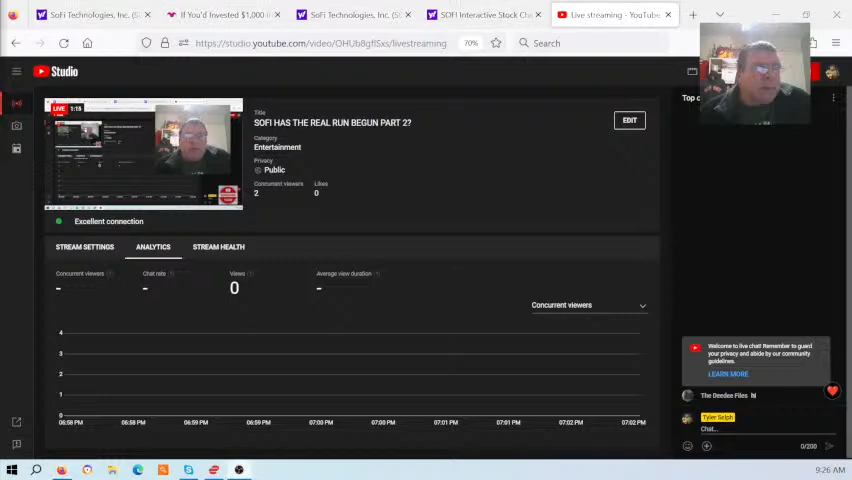 SoFi Technologies, Inc. (S
If You'd Invested $1,000 i
SoFi Technologies, Inc. (S
SOFI Interactive Stock Cha
Live streaming - YouTube
https://studio.youtube.com/video/OHUb8gflSxs/livestreaming
70%
Search
Studio
LIVE 1:15
Title
SOFI HAS THE REAL RUN BEGUN PART 2?
EDIT
Category
Entertainment
Privacy
Public
Concurrent viewers
Likes
2
0
Excellent connection
STREAM SETTINGS
ANALYTICS
STREAM HEALTH
Concurrent viewers
Chat rate
Views
Average view duration
-
-
0
-
Concurrent viewers
4
3
2
1
0
06:58 PM
06:58 PM
06:59 PM
06:59 PM
07:00 PM
07:00 PM
07:01 PM
07:01 PM
07:02 PM
07:02 PM
Top c
Welcome to live chat! Remember to guard
your privacy and abide by our community
guidelines.
LEARN MORE
The Deedee Files hi
Tyler Selph
Chat...
0/200
9:26 AM